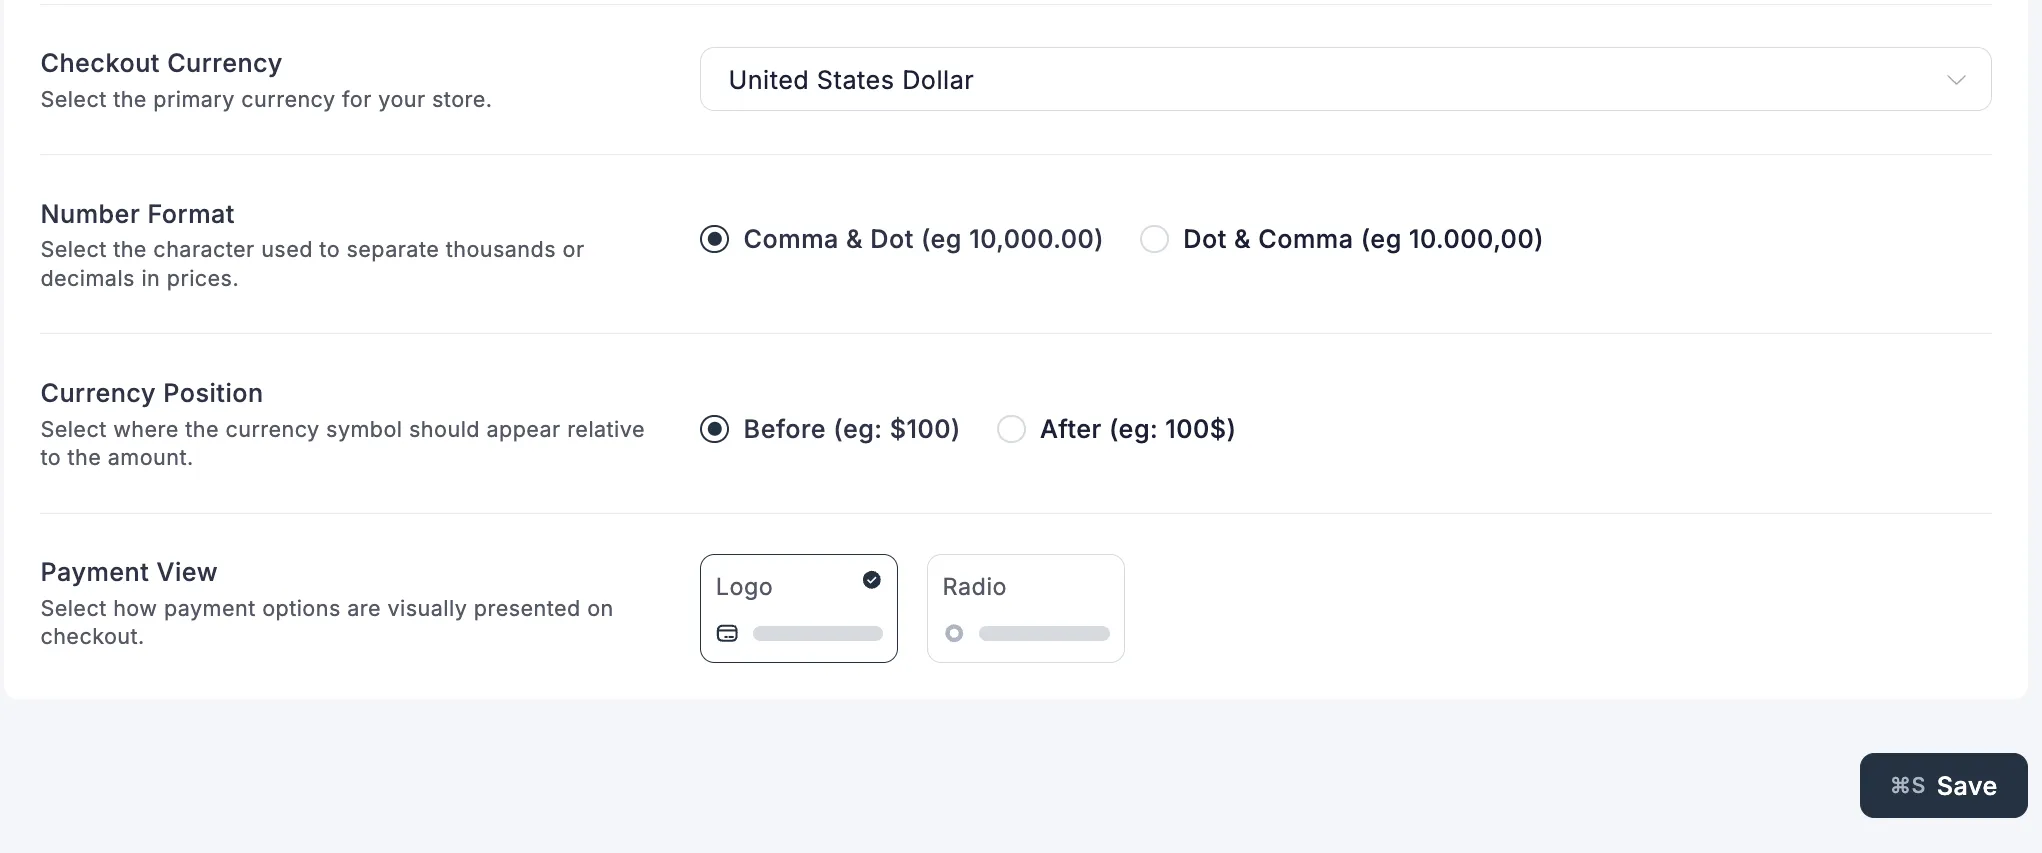 Checkout Currency
Select the primary currency for your store.
United States Dollar
Number Format
Select the character used to separate thousands or
decimals in prices.
Comma & Dot (eg 10,000.00)
Dot & Comma (eg 10.000,00)
Currency Position
Select where the currency symbol should appear relative
to the amount.
Before (eg: $100)
After (eg: 100$)
Payment View
Select how payment options are visually presented on
checkout.
Logo
Radio
⌘S Save